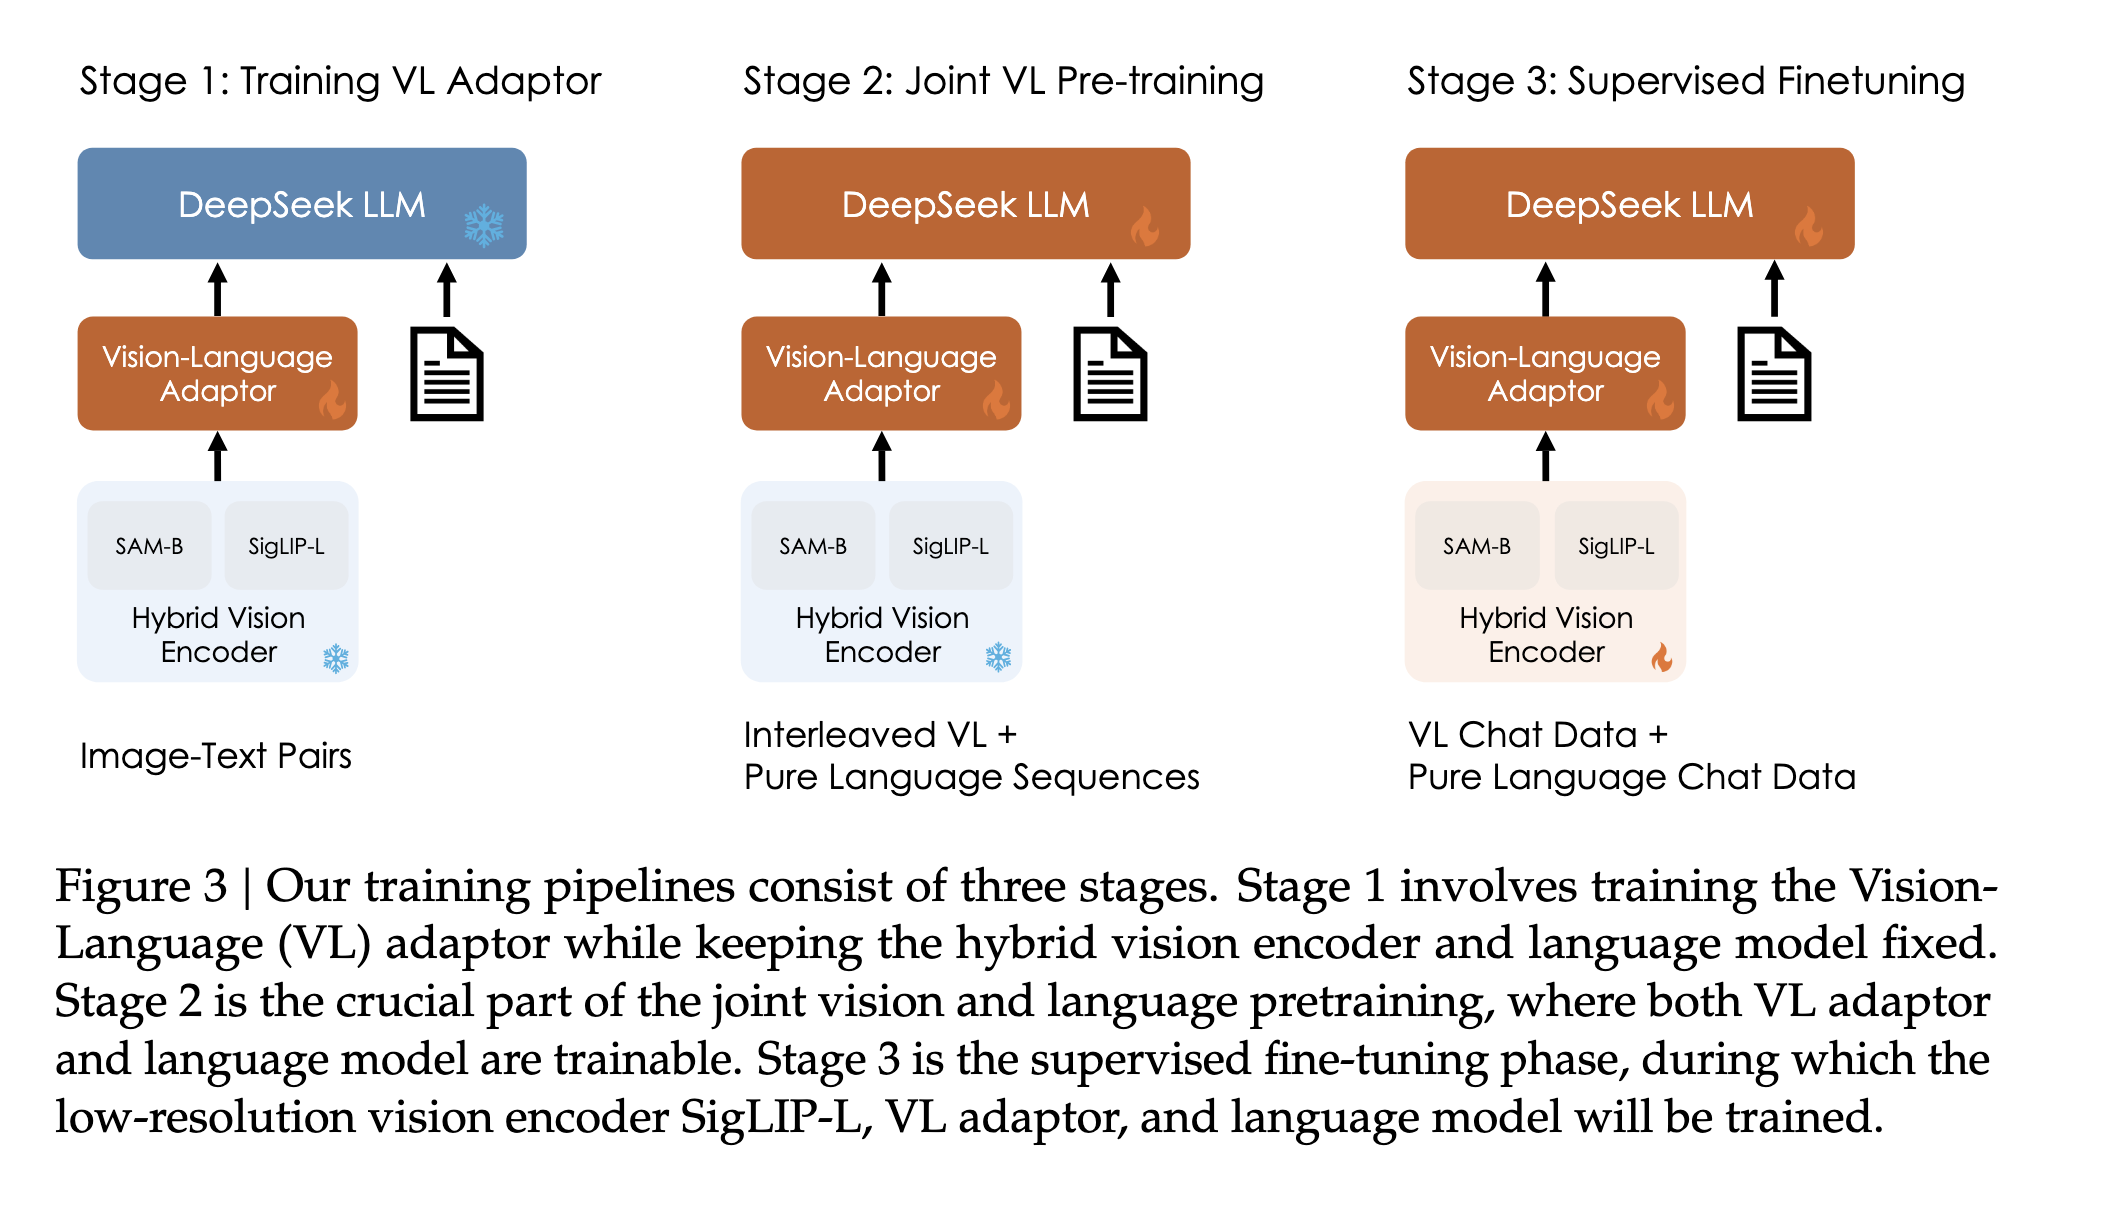 Stage 1: Training VL Adaptor
DeepSeek LLM
Vision-Language
Adaptor
SAM-B
SigLIP-L
Hybrid Vision
Encoder
Image-Text Pairs
Stage 2: Joint VL Pre-training
DeepSeek LLM
Vision-Language
Adaptor
SAM-B
SigLIP-L
Hybrid Vision
Encoder
Interleaved VL +
Pure Language Sequences
Stage 3: Supervised Finetuning
DeepSeek LLM
Vision-Language
Adaptor
SAM-B
SigLIP-L
Hybrid Vision
Encoder
VL Chat Data +
Pure Language Chat Data
Figure 3 | Our training pipelines consist of three stages. Stage 1 involves training the Vision-
Language (VL) adaptor while keeping the hybrid vision encoder and language model fixed.
Stage 2 is the crucial part of the joint vision and language pretraining, where both VL adaptor
and language model are trainable. Stage 3 is the supervised fine-tuning phase, during which the
low-resolution vision encoder SigLIP-L, VL adaptor, and language model will be trained.